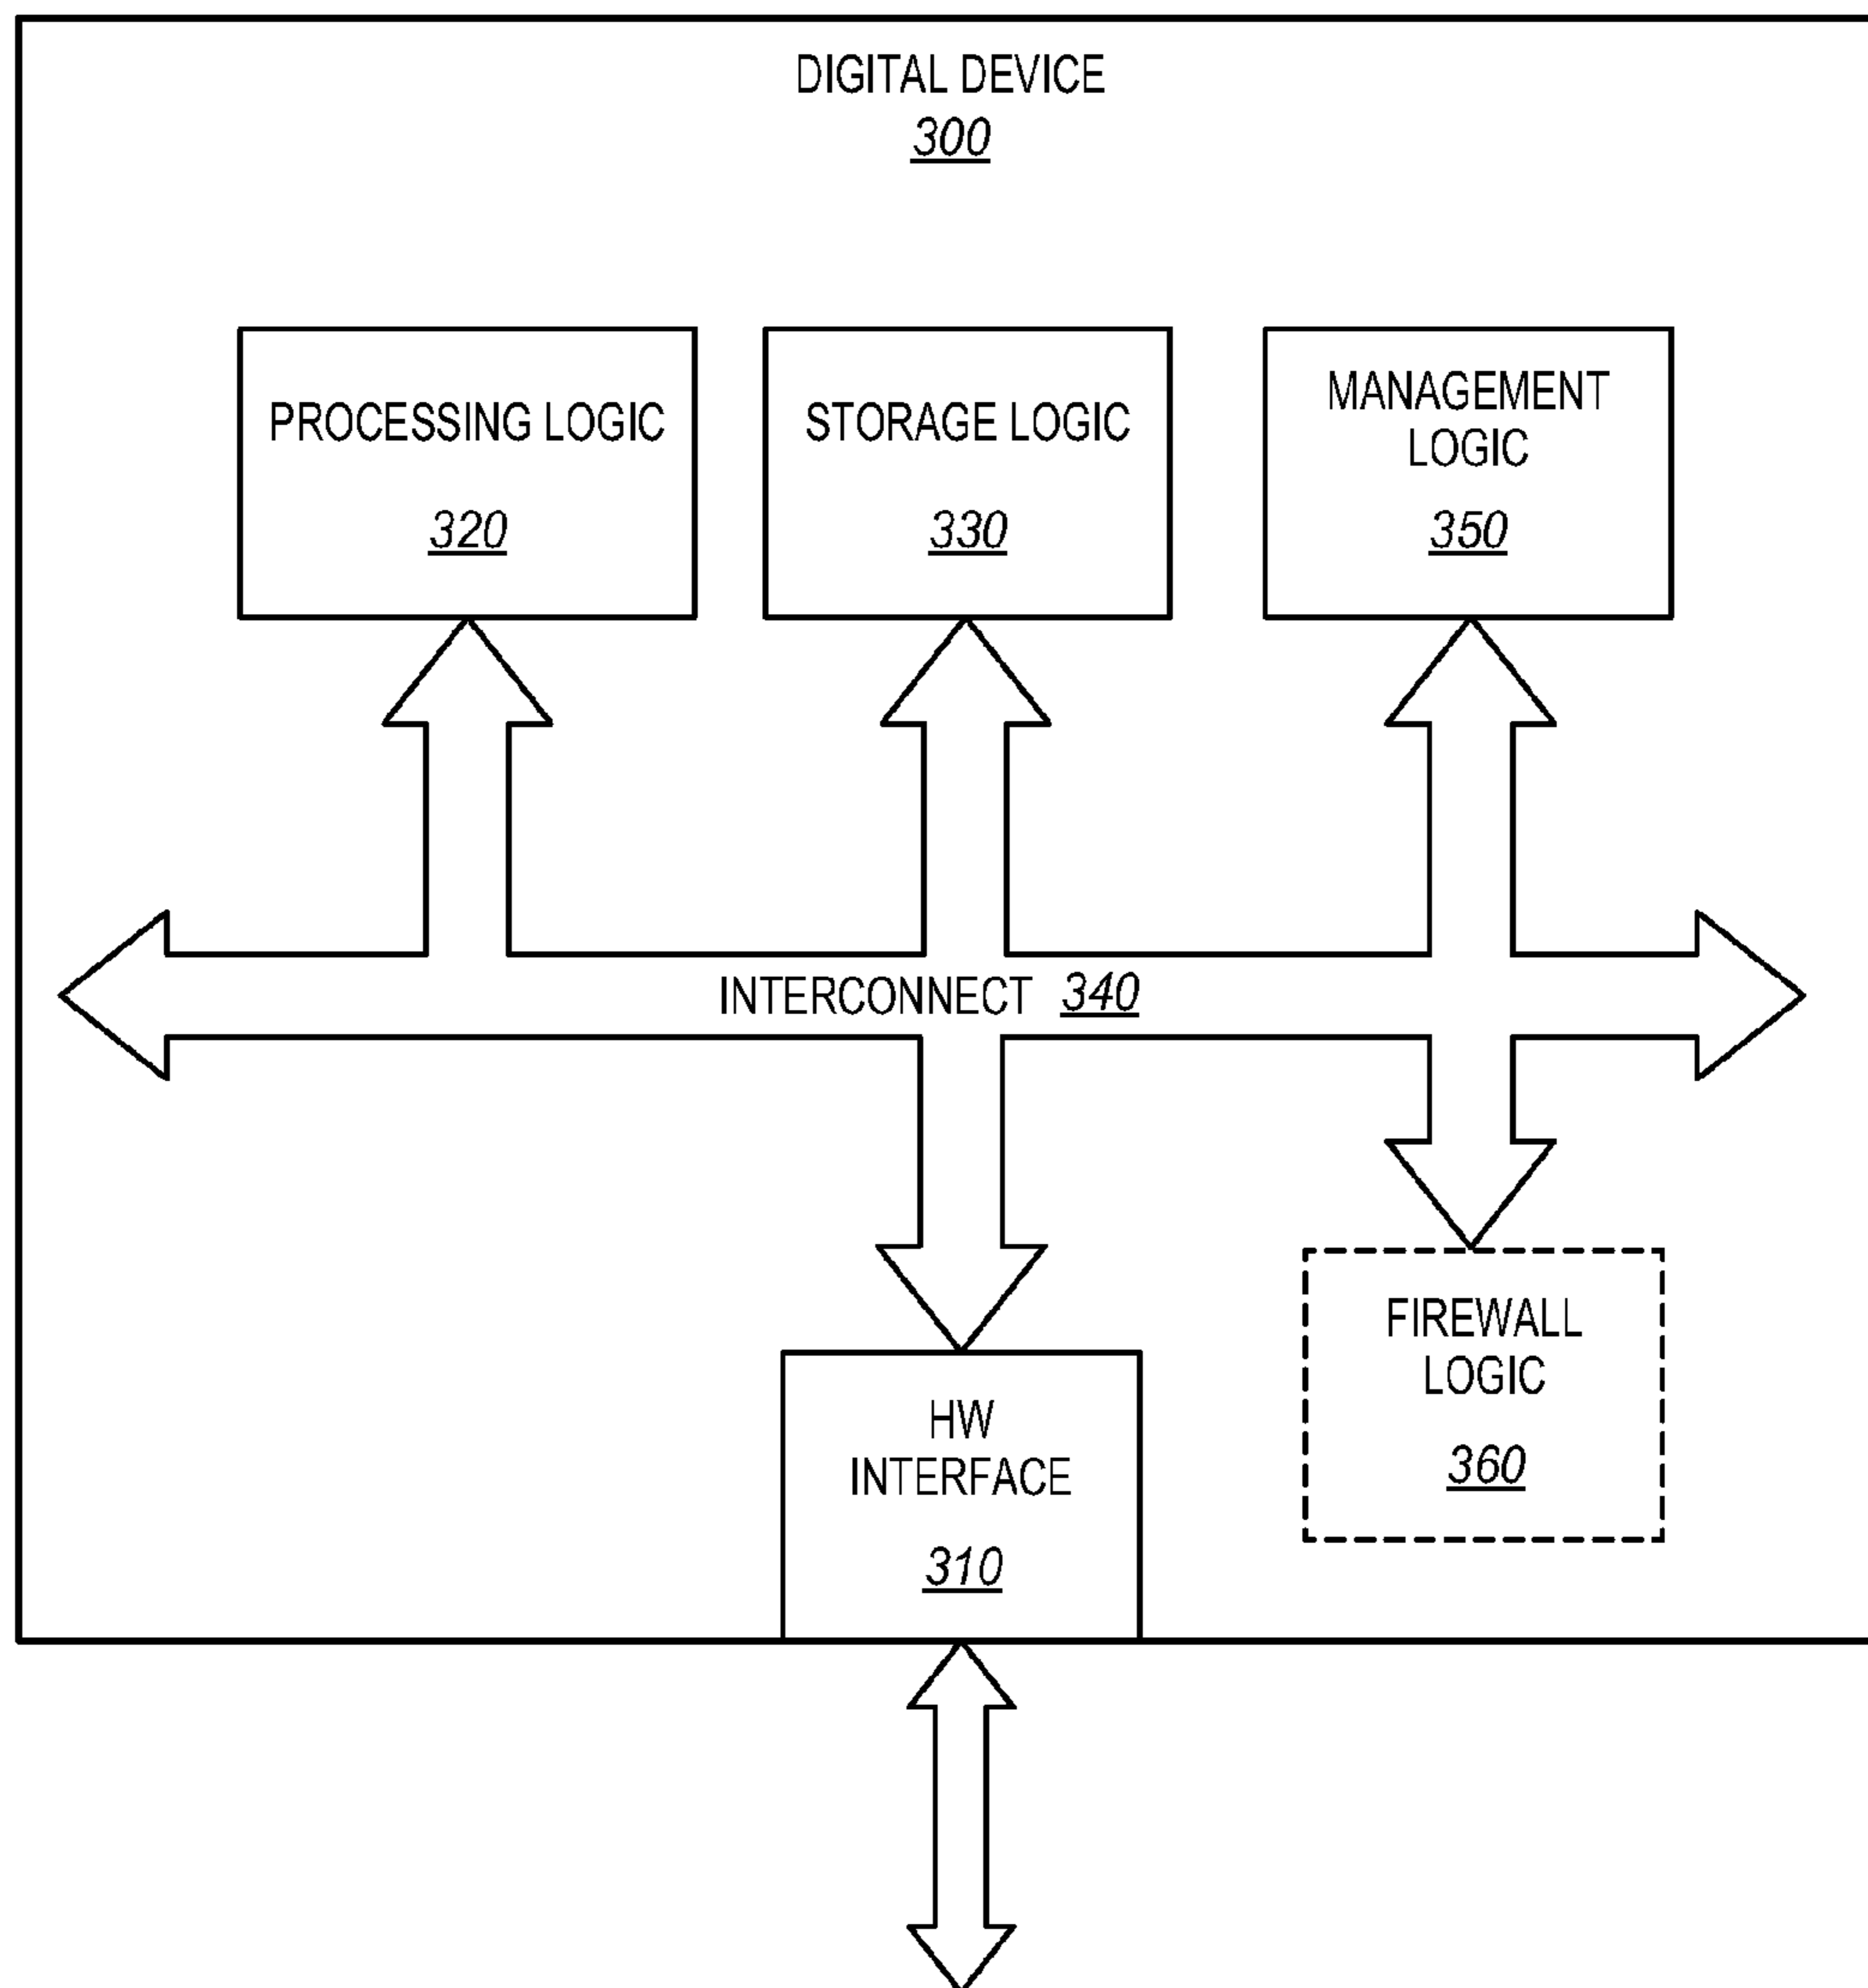 DIGITAL DEVICE
300
PROCESSING LOGIC
320
STORAGE LOGIC
330
MANAGEMENT
LOGIC
350
INTERCONNECT 340
HW
INTERFACE
310
FIREWALL
LOGIC
360